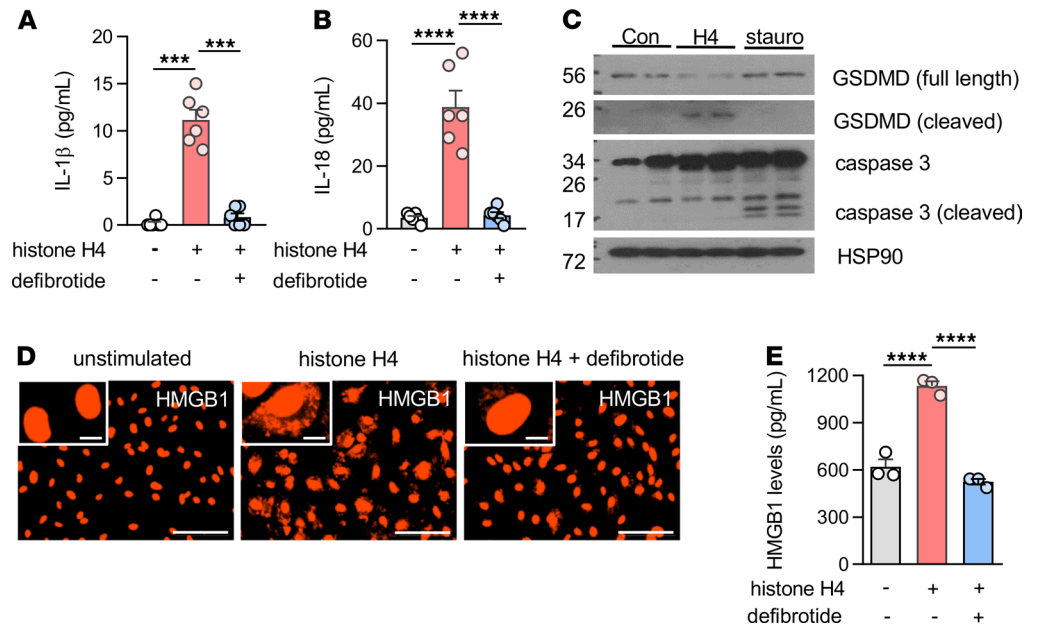 A
IL-1β (pg/mL)
20
15
10
5
0
***
***
histone H4 - + +
defibrotide - - +
B
IL-18 (pg/mL)
60
40
20
0
****
****
histone H4 - + +
defibrotide - - +
C
Con H4 stauro
56 GSDMD (full length)
26 GSDMD (cleaved)
34 caspase 3
26
17 caspase 3 (cleaved)
72 HSP90
D
unstimulated histone H4 histone H4 + defibrotide
HMGB1 HMGB1 HMGB1
E
HMGB1 levels (pg/mL)
1200
900
600
300
0
****
****
histone H4 - + +
defibrotide - - +